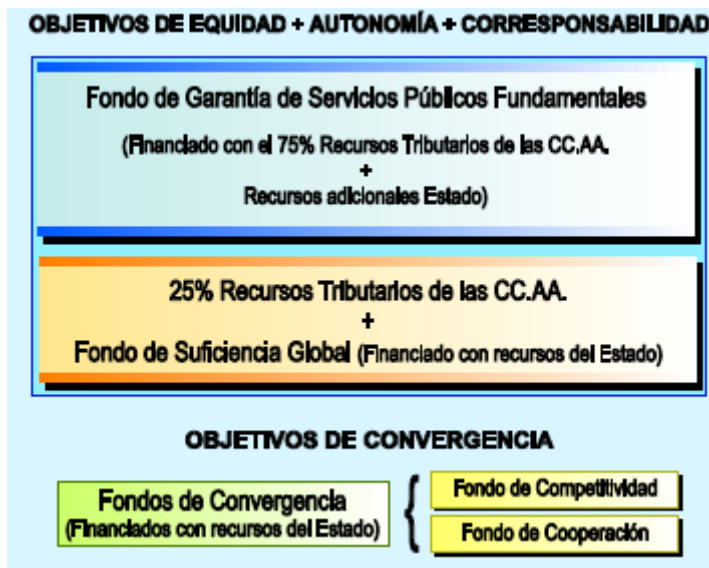 OBJETIVOS DE EQUIDAD + AUTONOMÍA + CORRESPONSABILIDAD
Fondo de Garantía de Servicios Públicos Fundamentales
(Financiado con el 75% Recursos Tributarios de las CC.AA.
+
Recursos adicionales Estado)
25% Recursos Tributarios de las CC.AA.
+
Fondo de Suficiencia Global (Financiado con recursos del Estado)
OBJETIVOS DE CONVERGENCIA
Fondos de Convergencia
(Financiados con recursos del Estado)
Fondo de Competitividad
Fondo de Cooperación